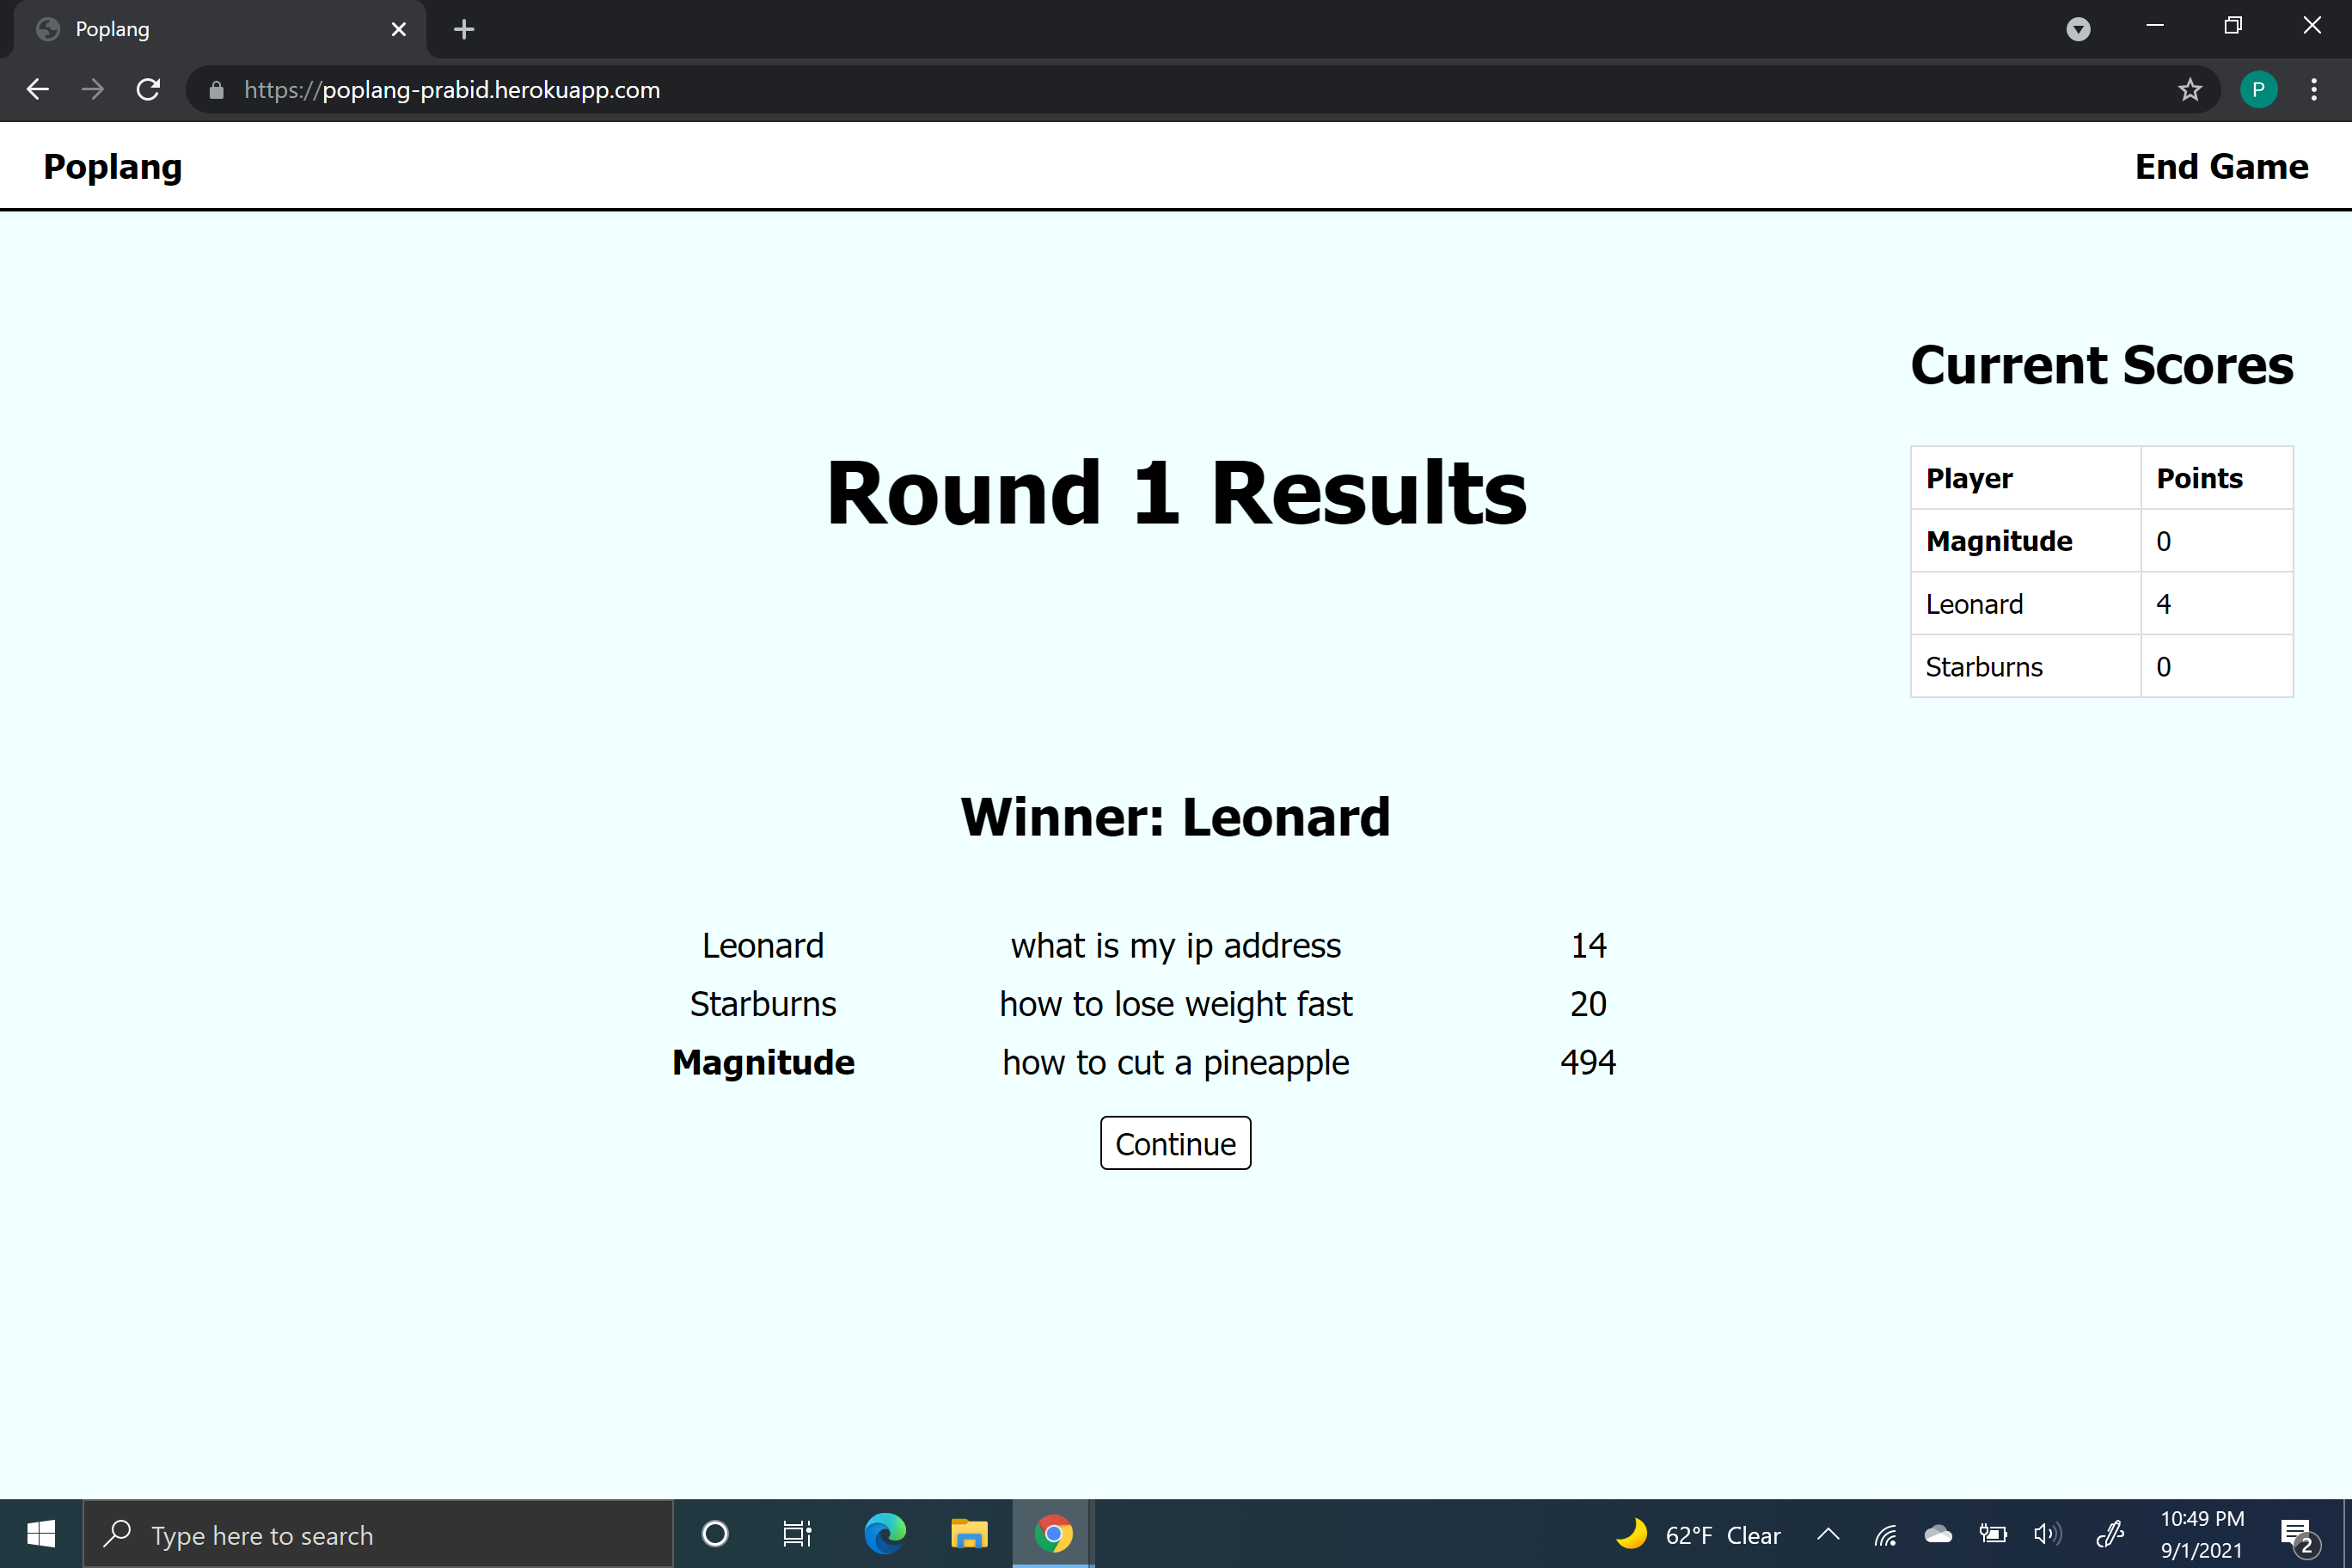 Poplang
https://poplang-prabid.herokuapp.com
P
Poplang End Game
Current Scores
Player Points
Magnitude 0
Leonard 4
Starburns 0
Round 1 Results
Winner: Leonard
Leonard what is my ip address 14
Starburns how to lose weight fast 20
Magnitude how to cut a pineapple 494
Continue
Type here to search
62°F Clear
10:49 PM
9/1/2021
2